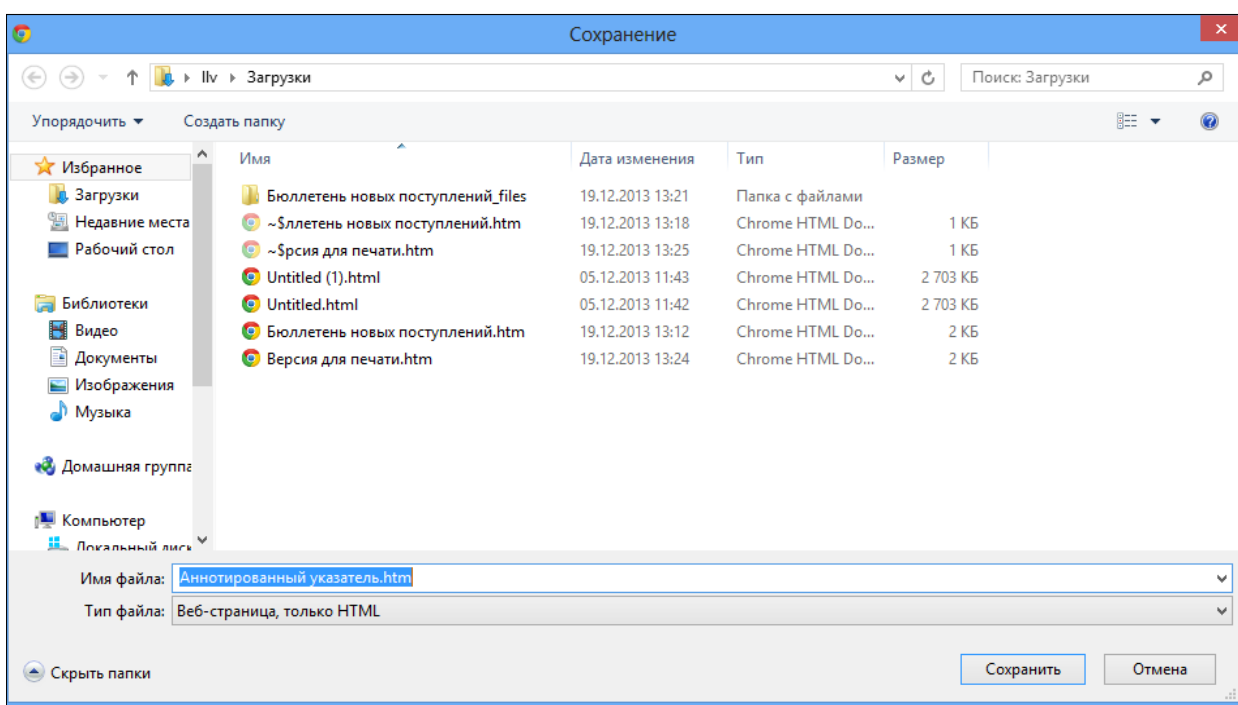 Сохранение
llv Загрузки Поиск: Загрузки
Упорядочить Создать папку
Избранное
Загрузки
Недавние места
Рабочий стол
Библиотеки
Видео
Документы
Изображения
Музыка
Домашняя группа
Компьютер
Локальный диск
Имя Дата изменения Тип Размер
Бюллетень новых поступлений_files 19.12.2013 13:21 Папка с файлами
~$ллетень новых поступлений.htm 19.12.2013 13:18 Chrome HTML Do... 1 КБ
~$рсия для печати.htm 19.12.2013 13:25 Chrome HTML Do... 1 КБ
Untitled (1).html 05.12.2013 11:43 Chrome HTML Do... 2 703 КБ
Untitled.html 05.12.2013 11:42 Chrome HTML Do... 2 703 КБ
Бюллетень новых поступлений.htm 19.12.2013 13:12 Chrome HTML Do... 2 КБ
Версия для печати.htm 19.12.2013 13:24 Chrome HTML Do... 2 КБ
Имя файла: Аннотированный указатель.htm
Тип файла: Веб-страница, только HTML
Скрыть папки Сохранить Отмена